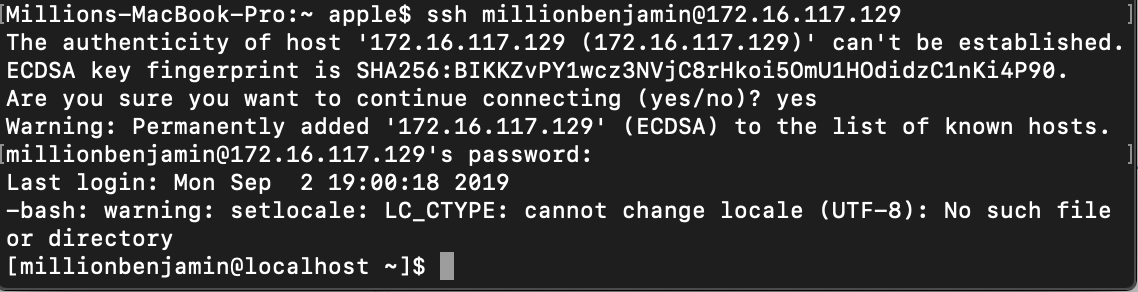 [Millions-MacBook-Pro:~ apple$ ssh millionbenjamin@172.16.117.129 ]
The authenticity of host '172.16.117.129 (172.16.117.129)' can't be established.
ECDSA key fingerprint is SHA256:BIKKZvPY1wcz3NVjC8rHkoi5OmU1HOdidzC1nKi4P90.
Are you sure you want to continue connecting (yes/no)? yes
Warning: Permanently added '172.16.117.129' (ECDSA) to the list of known hosts.
[millionbenjamin@172.16.117.129's password: ]
Last login: Mon Sep  2 19:00:18 2019
-bash: warning: setlocale: LC_CTYPE: cannot change locale (UTF-8): No such file
or directory
[millionbenjamin@localhost ~]$